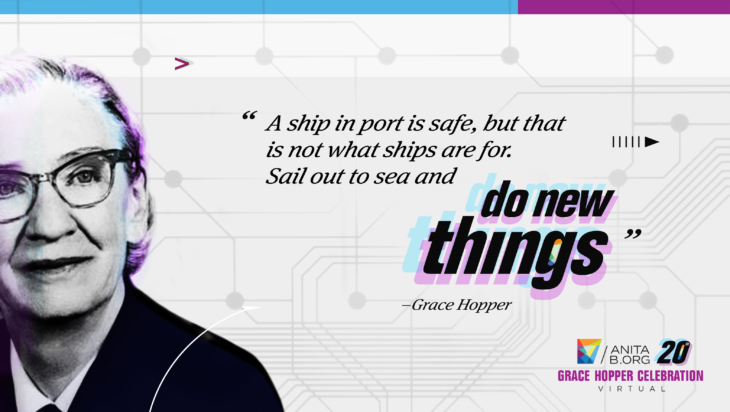 “ A ship in port is safe, but that
is not what ships are for.
Sail out to sea and
do new
things ”
–Grace Hopper
ANITA
B.ORG
20
GRACE HOPPER CELEBRATION
VIRTUAL